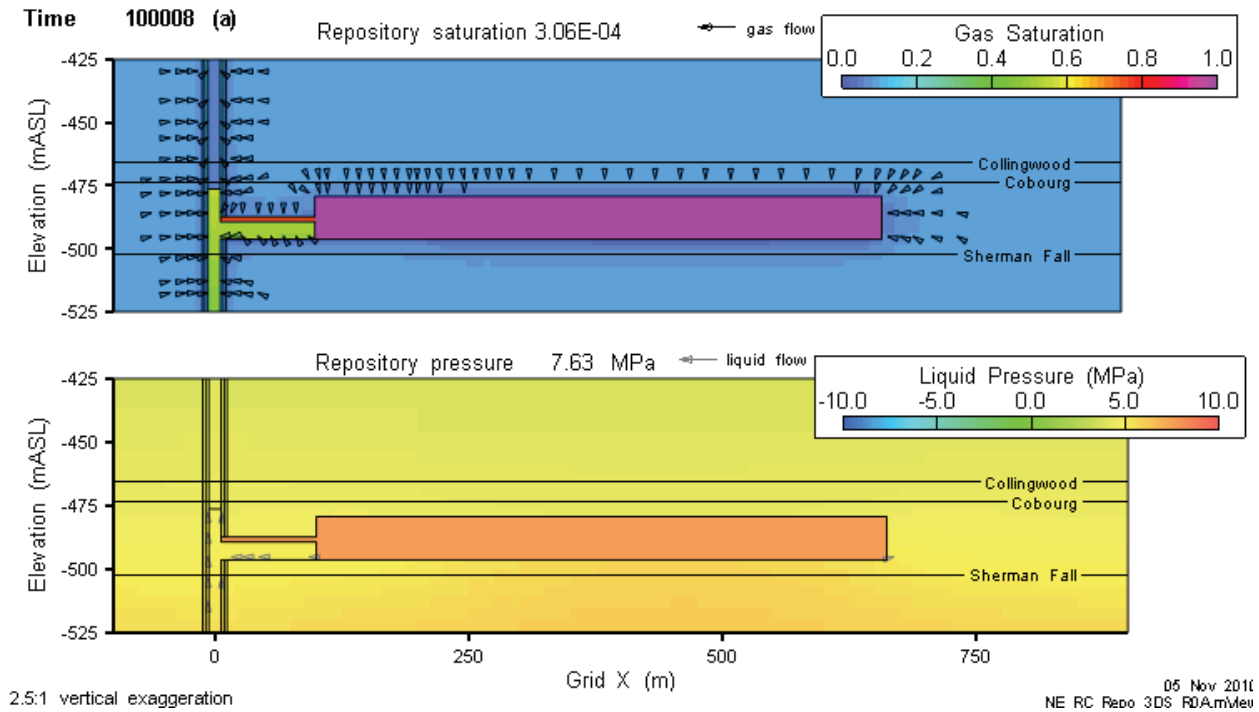 Time 100008 (a)
Repository saturation 3.06E-04
gas flow
Gas Saturation
0.0 0.2 0.4 0.6 0.8 1.0
-425
-450
-475
-500
-525
Elevation (mASL)
Collingwood
Cobourg
Sherman Fall
Repository pressure 7.63 MPa
liquid flow
Liquid Pressure (MPa)
-10.0 -5.0 0.0 5.0 10.0
-425
-450
-475
-500
-525
Elevation (mASL)
Collingwood
Cobourg
Sherman Fall
0 250 500 750
Grid X (m)
2.5:1 vertical exaggeration
05 Nov 2010
NE_RC_Repo_3DS_R0A.mView